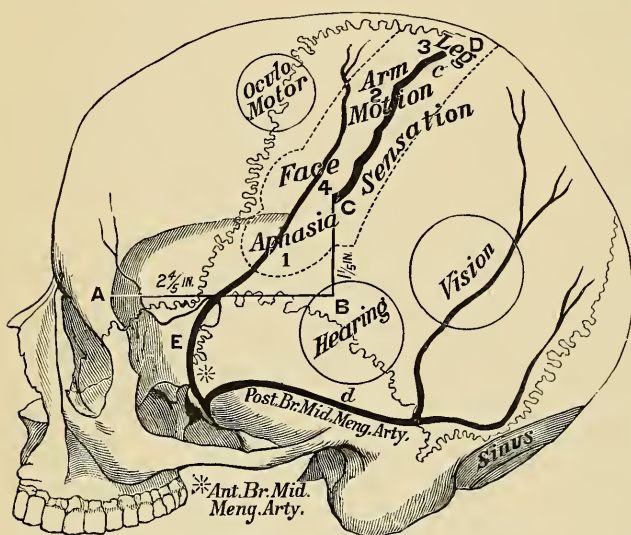 Oculo
Motor
3
Leg
D
Arm
2
c
Motion
Sensation
Face
4
C
Aphasia
1
2 4/5 IN.
1 1/5 IN.
A
B
Vision
Hearing
E
※
d
Post.Br.Mid.Meng.Arty.
Sinus
※Ant.Br.Mid.
Meng.Arty.